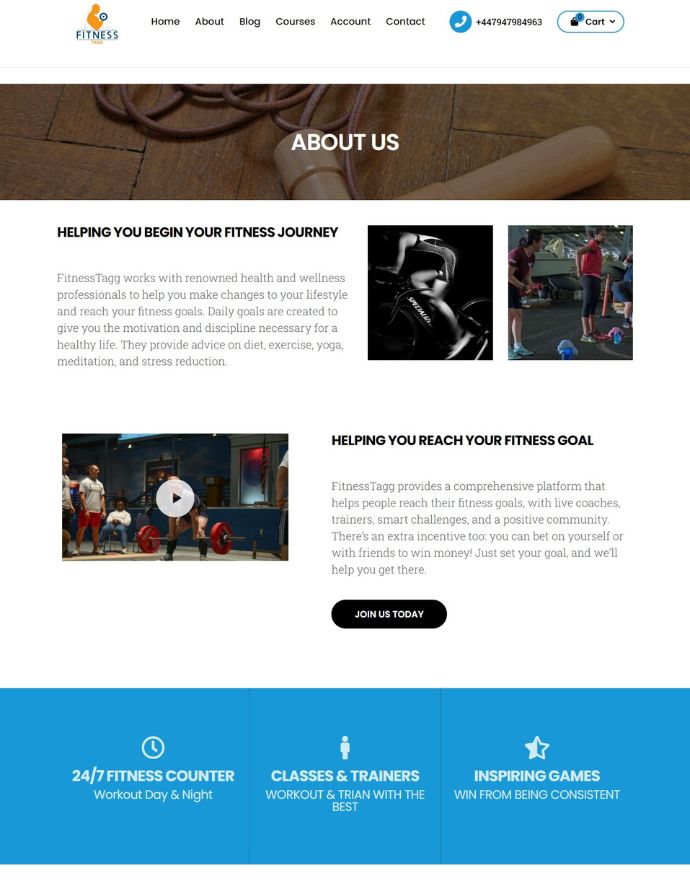 FITNESS
TAGG
Home About Blog Courses Account Contact +447947984963 0 Cart
ABOUT US
HELPING YOU BEGIN YOUR FITNESS JOURNEY
FitnessTagg works with renowned health and wellness
professionals to help you make changes to your lifestyle
and reach your fitness goals. Daily goals are created to
give you the motivation and discipline necessary for a
healthy life. They provide advice on diet, exercise, yoga,
meditation, and stress reduction.
SPECIALIZED
HELPING YOU REACH YOUR FITNESS GOAL
FitnessTagg provides a comprehensive platform that
helps people reach their fitness goals, with live coaches,
trainers, smart challenges, and a positive community.
There's an extra incentive too: you can bet on yourself or
with friends to win money! Just set your goal, and we'll
help you get there.
JOIN US TODAY
24/7 FITNESS COUNTER
Workout Day & Night
CLASSES & TRAINERS
WORKOUT & TRIAN WITH THE
BEST
INSPIRING GAMES
WIN FROM BEING CONSISTENT